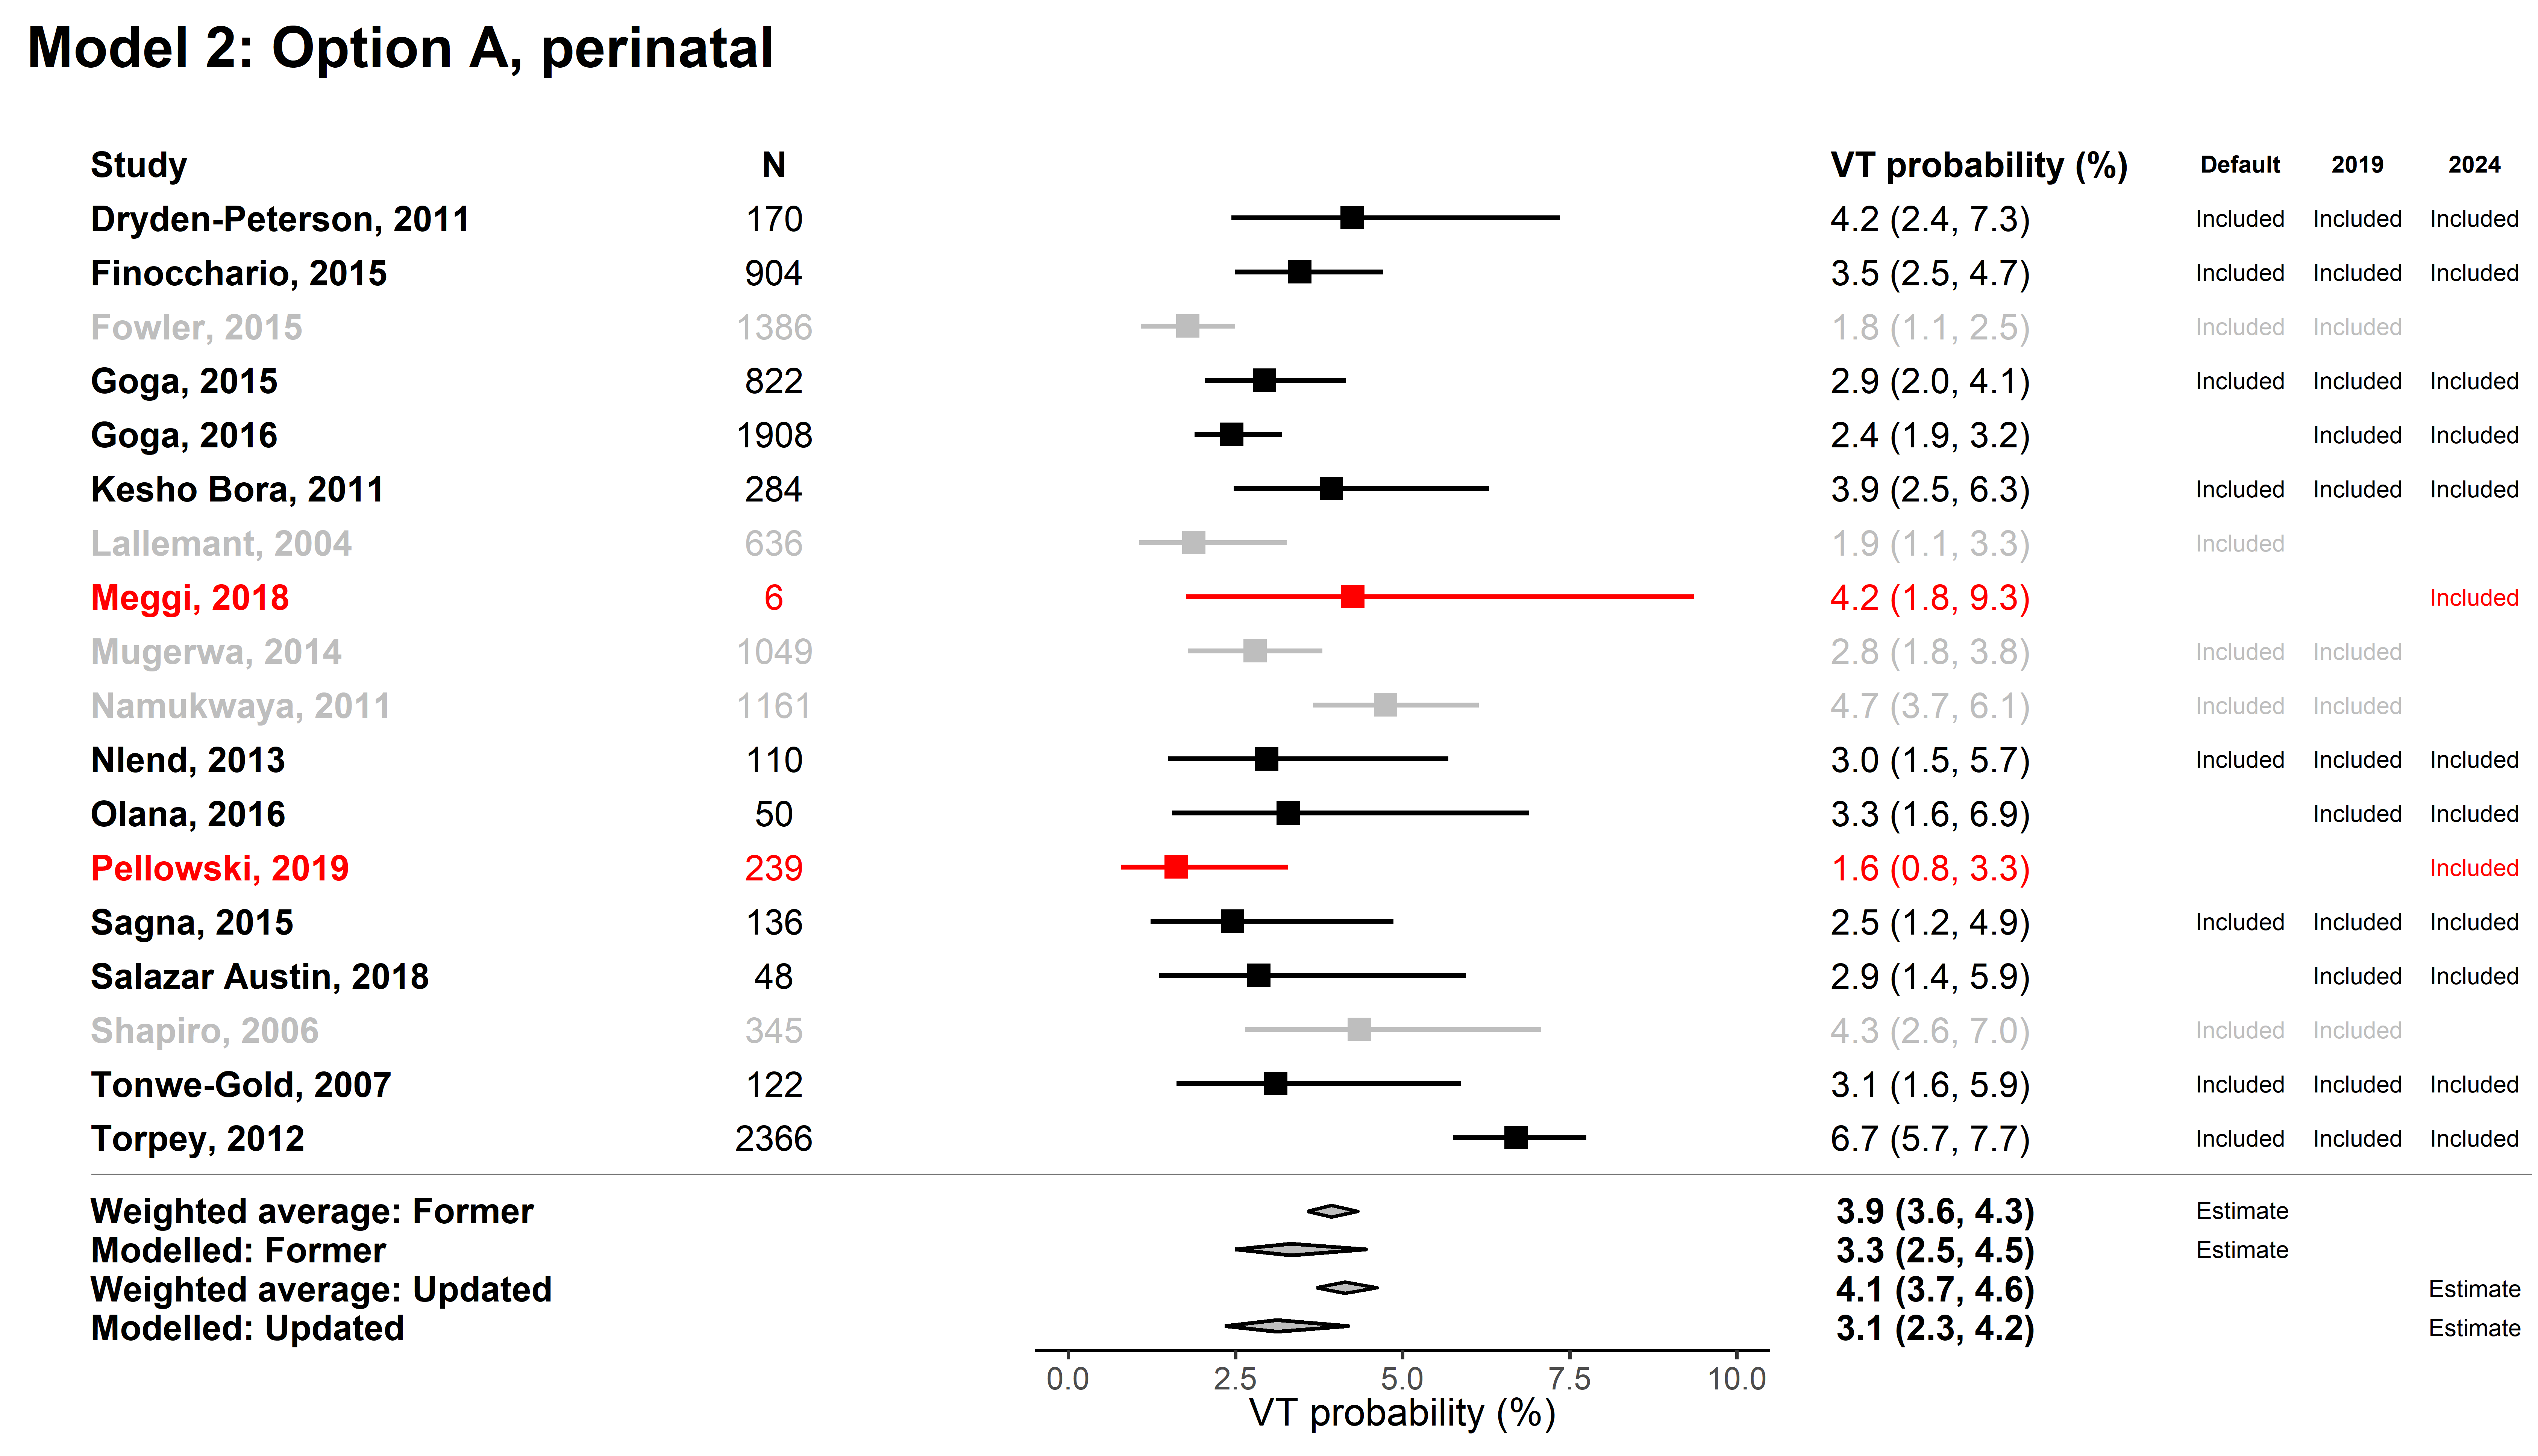 Model 2: Option A, perinatal
Study N VT probability (%) Default 2019 2024
Dryden-Peterson, 2011 170 4.2 (2.4, 7.3) Included Included Included
Finocchario, 2015 904 3.5 (2.5, 4.7) Included Included Included
Fowler, 2015 1386 1.8 (1.1, 2.5) Included Included
Goga, 2015 822 2.9 (2.0, 4.1) Included Included Included
Goga, 2016 1908 2.4 (1.9, 3.2) Included Included
Kesho Bora, 2011 284 3.9 (2.5, 6.3) Included Included Included
Lallemant, 2004 636 1.9 (1.1, 3.3) Included
Meggi, 2018 6 4.2 (1.8, 9.3) Included
Mugerwa, 2014 1049 2.8 (1.8, 3.8) Included Included
Namukwaya, 2011 1161 4.7 (3.7, 6.1) Included Included
Nlend, 2013 110 3.0 (1.5, 5.7) Included Included Included
Olana, 2016 50 3.3 (1.6, 6.9) Included Included
Pellowski, 2019 239 1.6 (0.8, 3.3) Included
Sagna, 2015 136 2.5 (1.2, 4.9) Included Included Included
Salazar Austin, 2018 48 2.9 (1.4, 5.9) Included Included
Shapiro, 2006 345 4.3 (2.6, 7.0) Included Included
Tonwe-Gold, 2007 122 3.1 (1.6, 5.9) Included Included Included
Torpey, 2012 2366 6.7 (5.7, 7.7) Included Included Included
Weighted average: Former 3.9 (3.6, 4.3) Estimate
Modelled: Former 3.3 (2.5, 4.5) Estimate
Weighted average: Updated 4.1 (3.7, 4.6) Estimate
Modelled: Updated 3.1 (2.3, 4.2) Estimate
0.0 2.5 5.0 7.5 10.0
VT probability (%)